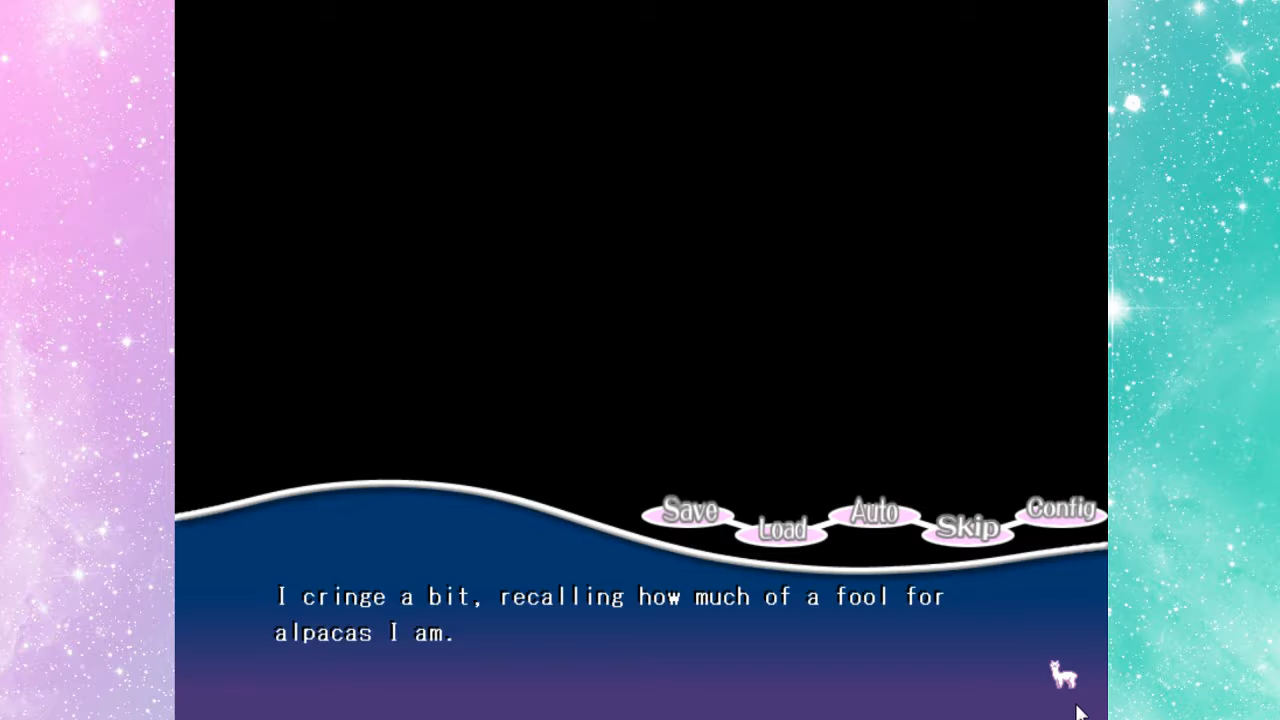 Save
Load
Auto
Skip
Config
I cringe a bit, recalling how much of a fool for
alpacas I am.